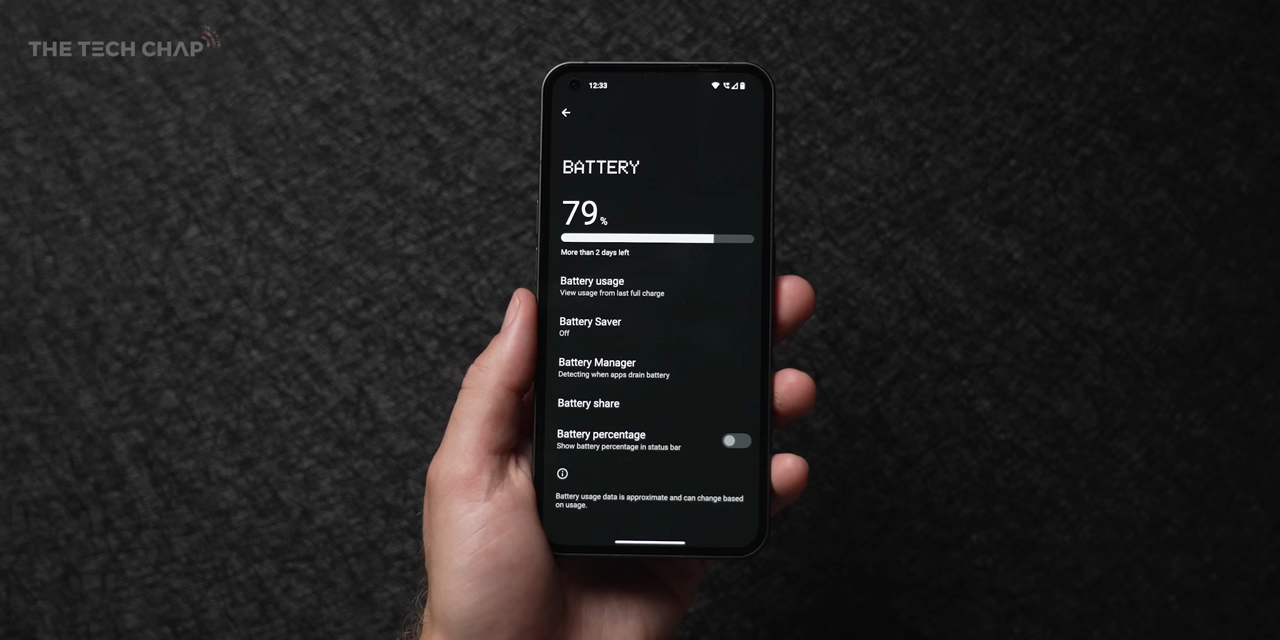 THE TECH CHAP
12:33
BATTERY
79%
More than 2 days left
Battery usage
View usage from last full charge
Battery Saver
Off
Battery Manager
Detecting when apps drain battery
Battery share
Battery percentage
Show battery percentage in status bar
Battery usage data is approximate and can change based
on usage.